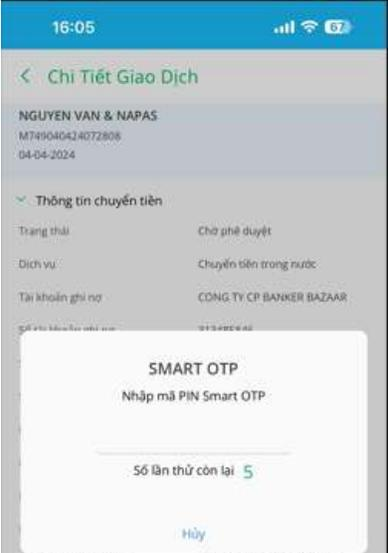 16:05
67
Chi Tiết Giao Dịch
NGUYEN VAN & NAPAS
M749040424072808
04-04-2024
Thông tin chuyển tiền
Trạng thái Chờ phê duyệt
Dịch vụ Chuyển tiền trong nước
Tài khoản ghi nợ CONG TY CP BANKER BAZAAR
SMART OTP
Nhập mã PIN Smart OTP
Số lần thử còn lại 5
Hủy